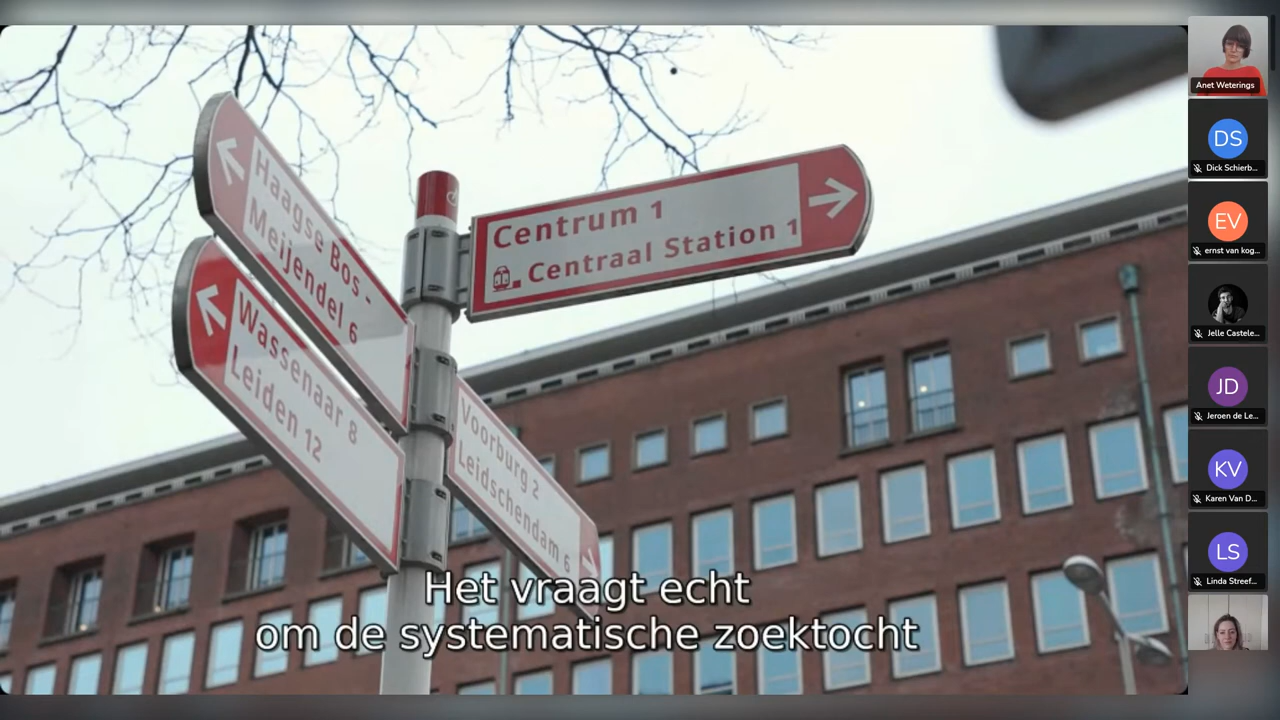 Haagse Bos -
Meijendel 6
Wassenaar 8
Leiden 12
Centrum 1
Centraal Station 1
Voorburg 2
Leidschendam 6
Het vraagt echt
om de systematische zoektocht
Anet Weterings
DS
Dick Schierb...
EV
ernst van kog...
Jelle Castele...
JD
Jeroen de Le...
KV
Karen Van D...
LS
Linda Streef...